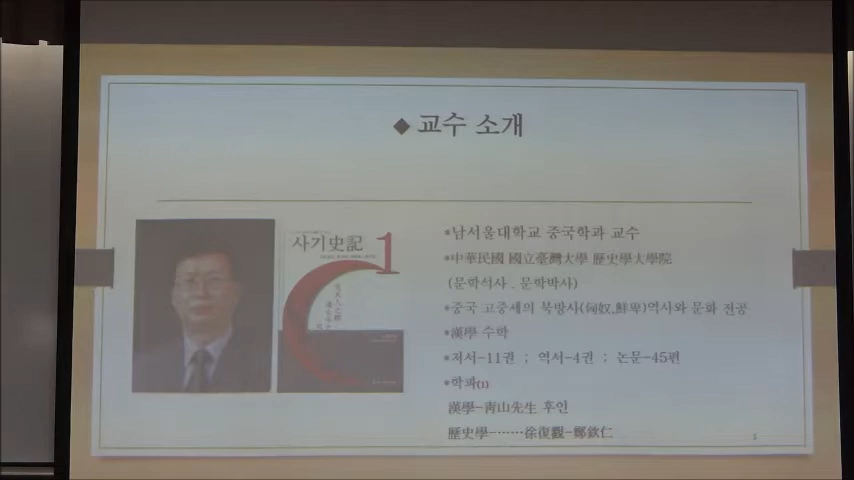 ◆ 교수 소개
사기史記 1
*남서울대학교 중국학과 교수
*中華民國 國立臺灣大學 歷史學大學院
(문학석사 . 문학박사)
*중국 고중세의 북방사(匈奴,鮮卑)역사와 문화 전공
*漢學 수학
*저서-11권 ; 역서-4권 ; 논문-45편
*학파(1)
漢學-靑山先生 후인
歷史學-------徐復觀-鄭欽仁